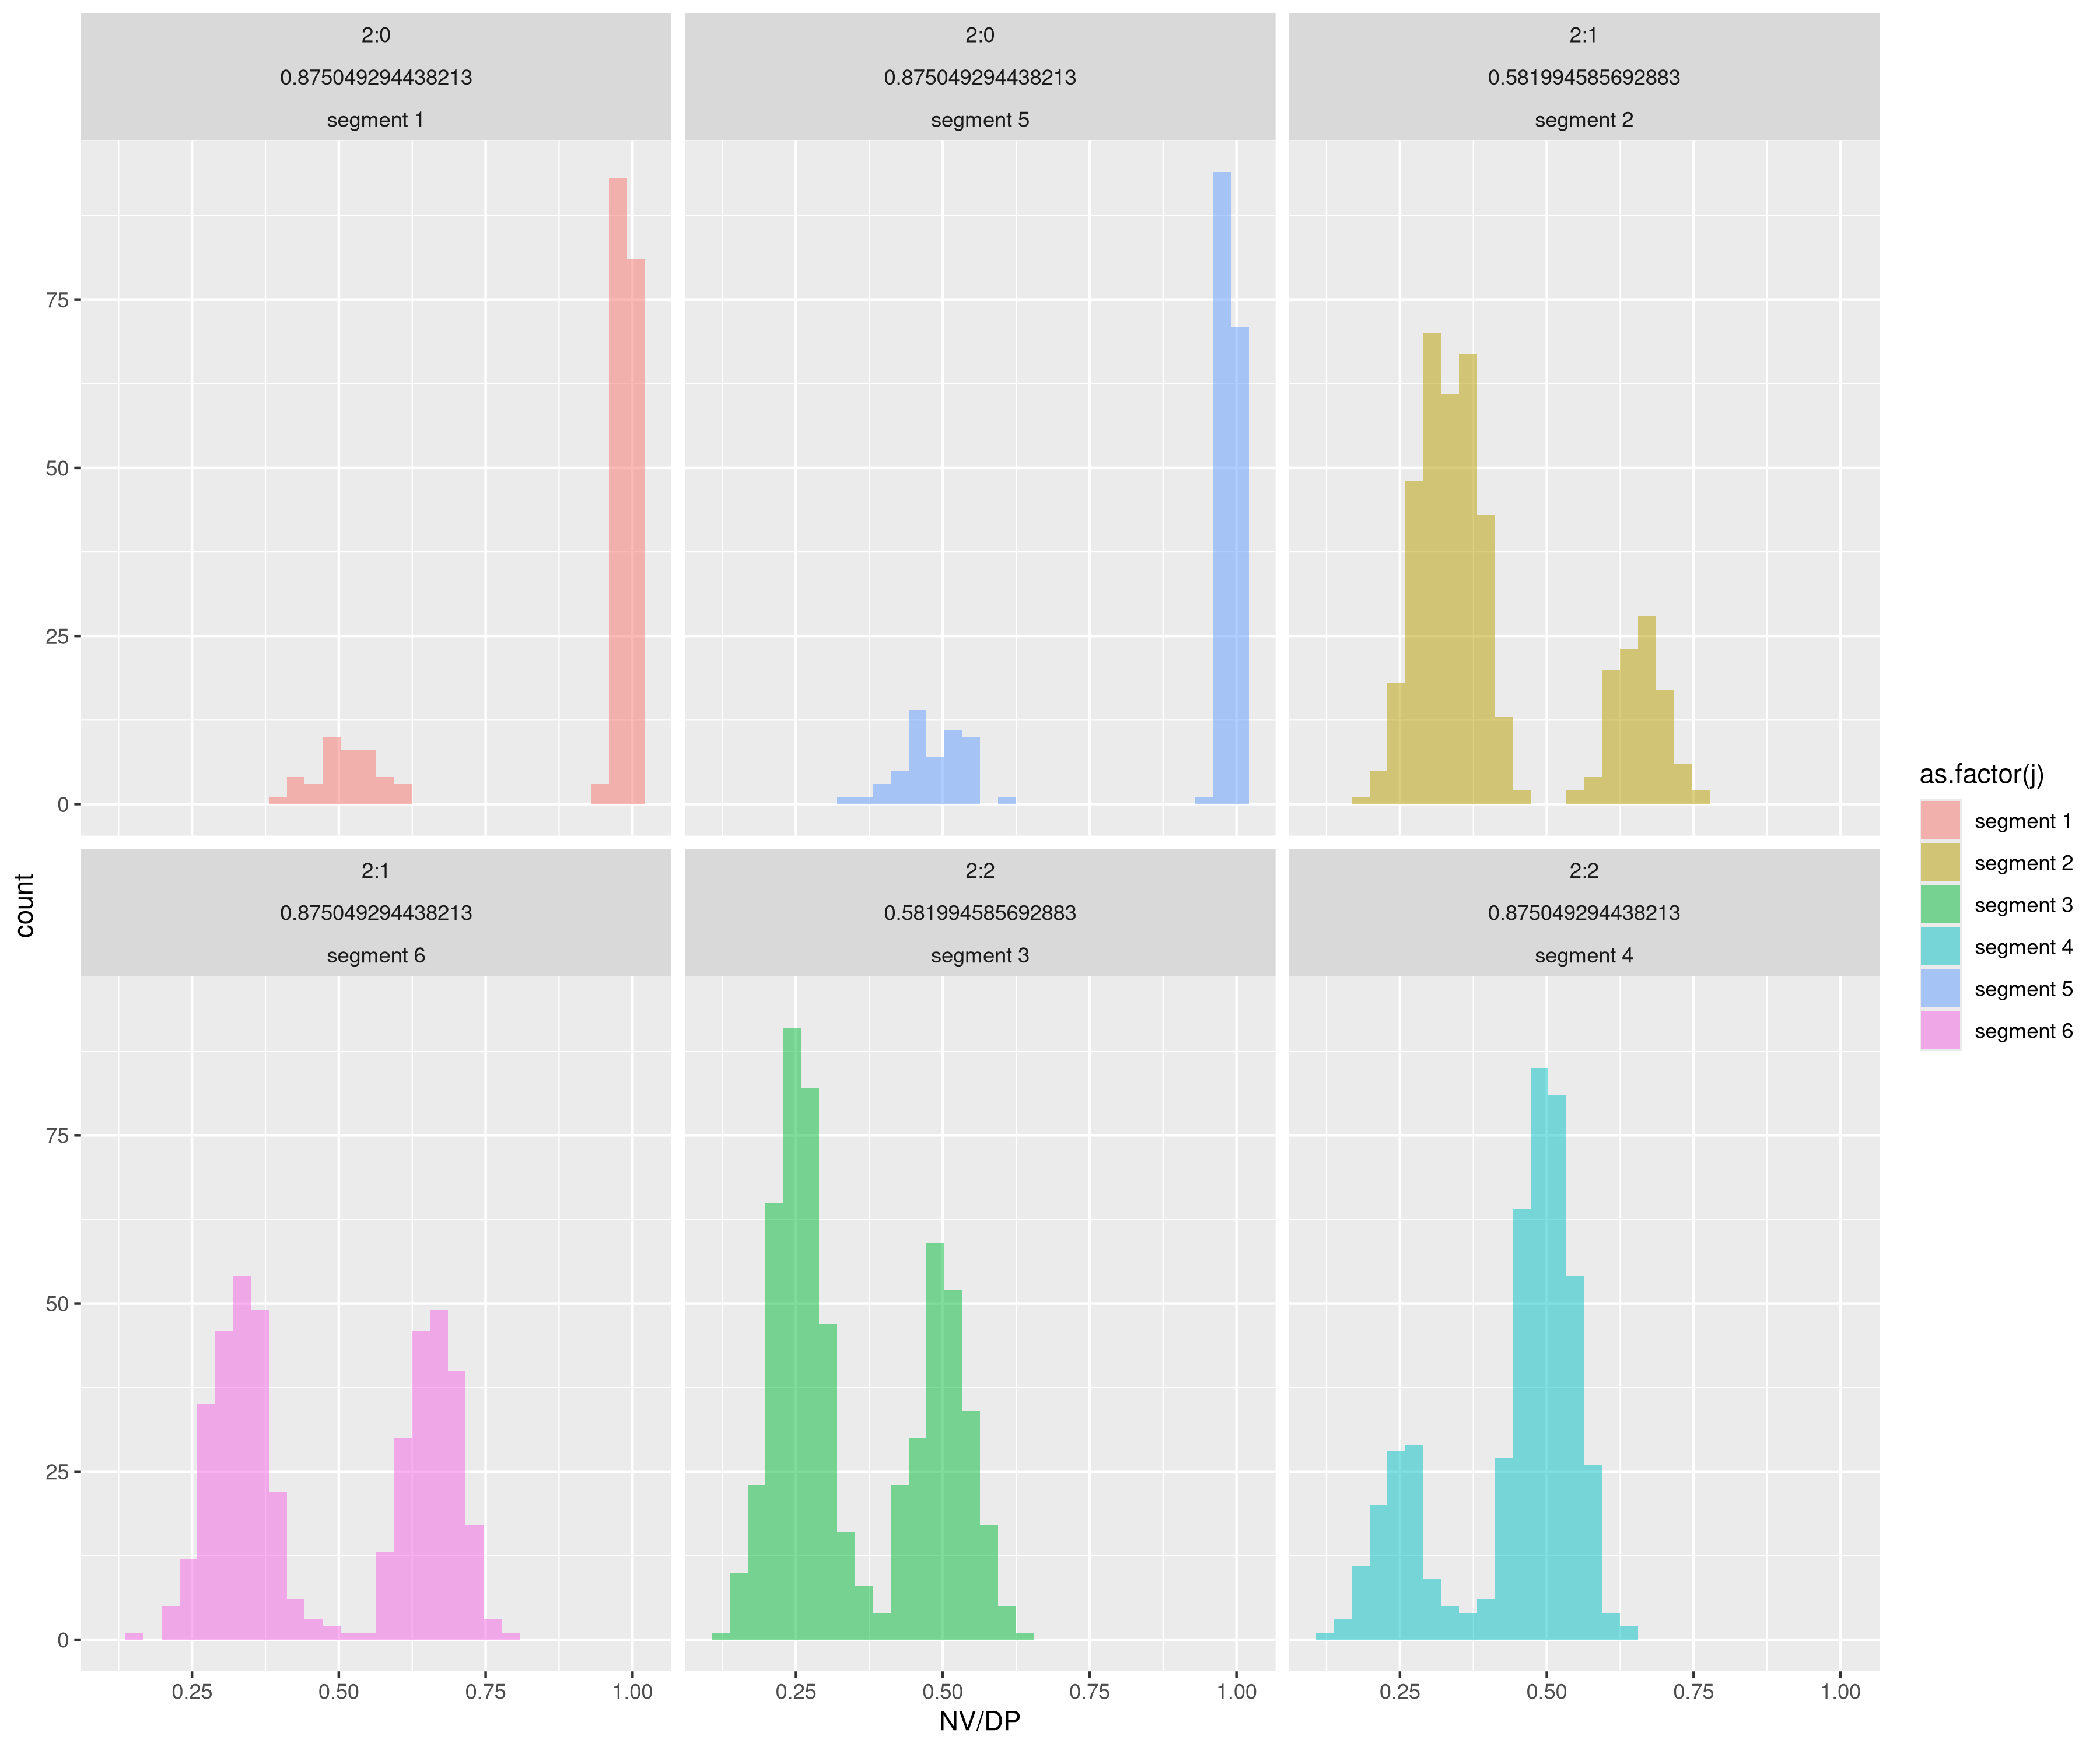 2:0
0.875049294438213
segment 1
2:0
0.875049294438213
segment 5
2:1
0.581994585692883
segment 2
75
50
25
0
2:1
0.875049294438213
segment 6
2:2
0.581994585692883
segment 3
2:2
0.875049294438213
segment 4
75
50
25
0
0.25 0.50 0.75 1.00
0.25 0.50 0.75 1.00
0.25 0.50 0.75 1.00
NV/DP
count
as.factor(j)
segment 1
segment 2
segment 3
segment 4
segment 5
segment 6